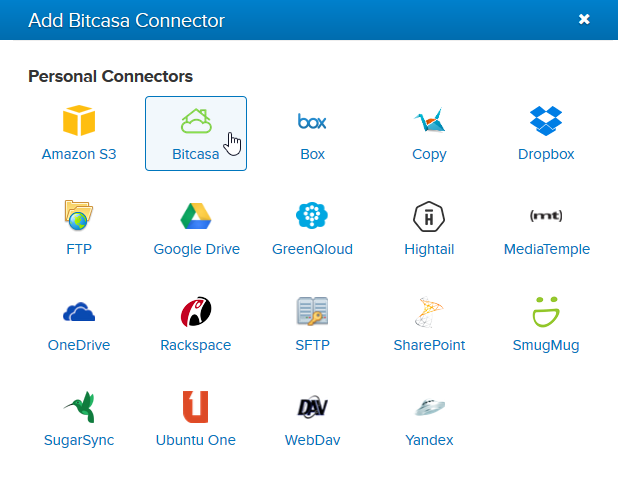 Add Bitcasa Connector
Personal Connectors
box
Amazon S3 Bitcasa Box Copy Dropbox
(mt)
FTP Google Drive GreenQloud Hightail MediaTemple
OneDrive Rackspace SFTP SharePoint SmugMug
DAV
SugarSync Ubuntu One WebDav Yandex